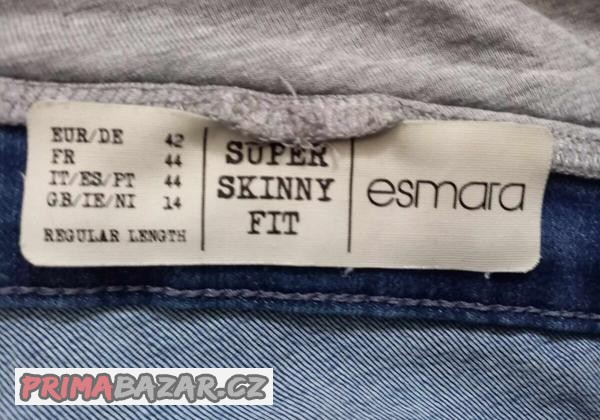 EUR/DE 42
FR 44
IT/ES/PT 44
GB/IE/NI 14
REGULAR LENGTH
SUPER
SKINNY
FIT
esmara
PRIMABAZAR.CZ